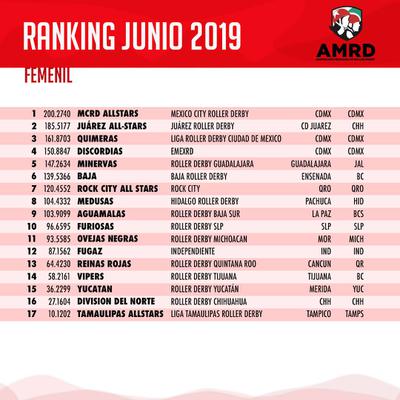 RANKING JUNIO 2019
AMRD
FEMENIL
1 200.2740 MCRD ALLSTARS MEXICO CITY ROLLER DERBY CDMX CDMX
2 185.5177 JUÁREZ ALL-STARS JUÁREZ ROLLER DERBY CD JUAREZ CHH
3 161.8703 QUIMERAS LIGA ROLLER DERBY CIUDAD DE MEXICO CDMX CDMX
4 150.8847 DISCORDIAS EMEXRD CDMX CDMX
5 147.2634 MINERVAS ROLLER DERBY GUADALAJARA GUADALAJARA JAL
6 139.5366 BAJA BAJA ROLLER DERBY ENSENADA BC
7 120.4552 ROCK CITY ALL STARS ROCK CITY QRO QRO
8 104.4332 MEDUSAS HIDALGO ROLLER DERBY PACHUCA HID
9 103.9099 AGUAMALAS ROLLER DERBY BAJA SUR LA PAZ BCS
10 96.6595 FURIOSAS ROLLER DERBY SLP SLP SLP
11 93.5585 OVEJAS NEGRAS ROLLER DERBY MICHOACAN MOR MICH
12 87.1562 FUGAZ INDEPENDIENTE IND IND
13 64.4230 REINAS ROJAS ROLLER DERBY QUINTANA ROO CANCUN QR
14 58.2161 VIPERS ROLLER DERBY TIJUANA TIJUANA BC
15 36.2299 YUCATAN ROLLER DERBY YUCATÁN MERIDA YUC
16 27.1604 DIVISION DEL NORTE ROLLER DERBY CHIHUAHUA CHH CHH
17 10.1202 TAMAULIPAS ALLSTARS LIGA TAMAULIPAS ROLLER DERBY TAMPICO TAMPS